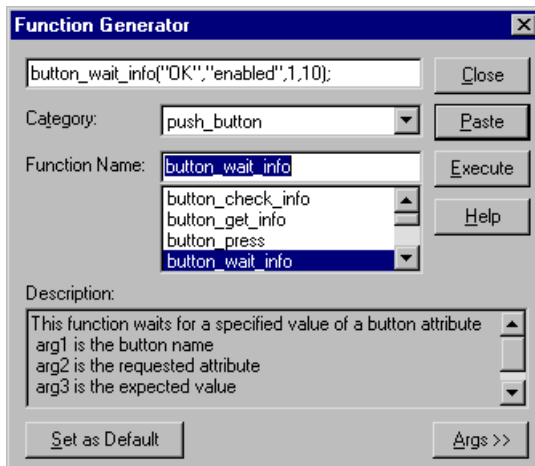 Function Generator
button_wait_info("OK","enabled",1,10);
Close
Category:
push_button
Paste
Function Name:
button_wait_info
Execute
button_check_info
button_get_info
button_press
button_wait_info
Help
Description:
This function waits for a specified value of a button attribute
arg1 is the button name
arg2 is the requested attribute
arg3 is the expected value
Set as Default
Args >>